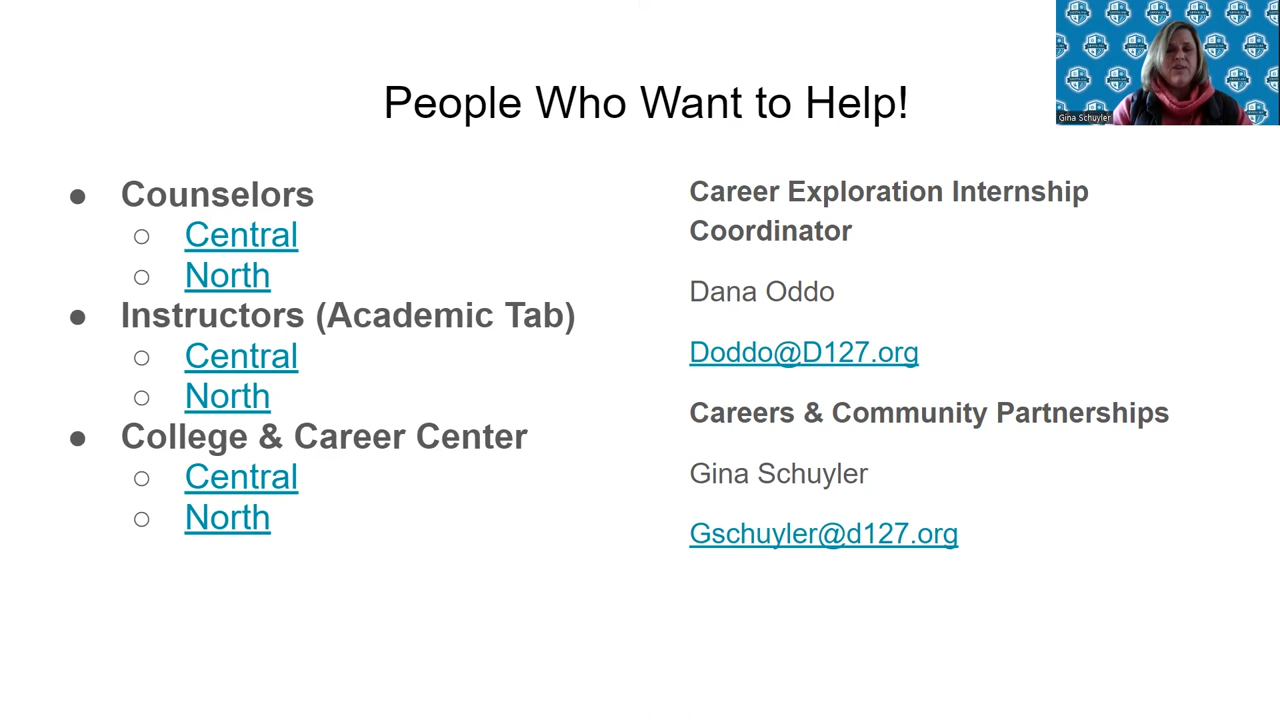 People Who Want to Help!
● Counselors
○ Central
○ North
● Instructors (Academic Tab)
○ Central
○ North
● College & Career Center
○ Central
○ North
Career Exploration Internship
Coordinator
Dana Oddo
Doddo@D127.org
Careers & Community Partnerships
Gina Schuyler
Gschuyler@d127.org
Gina Schuyler